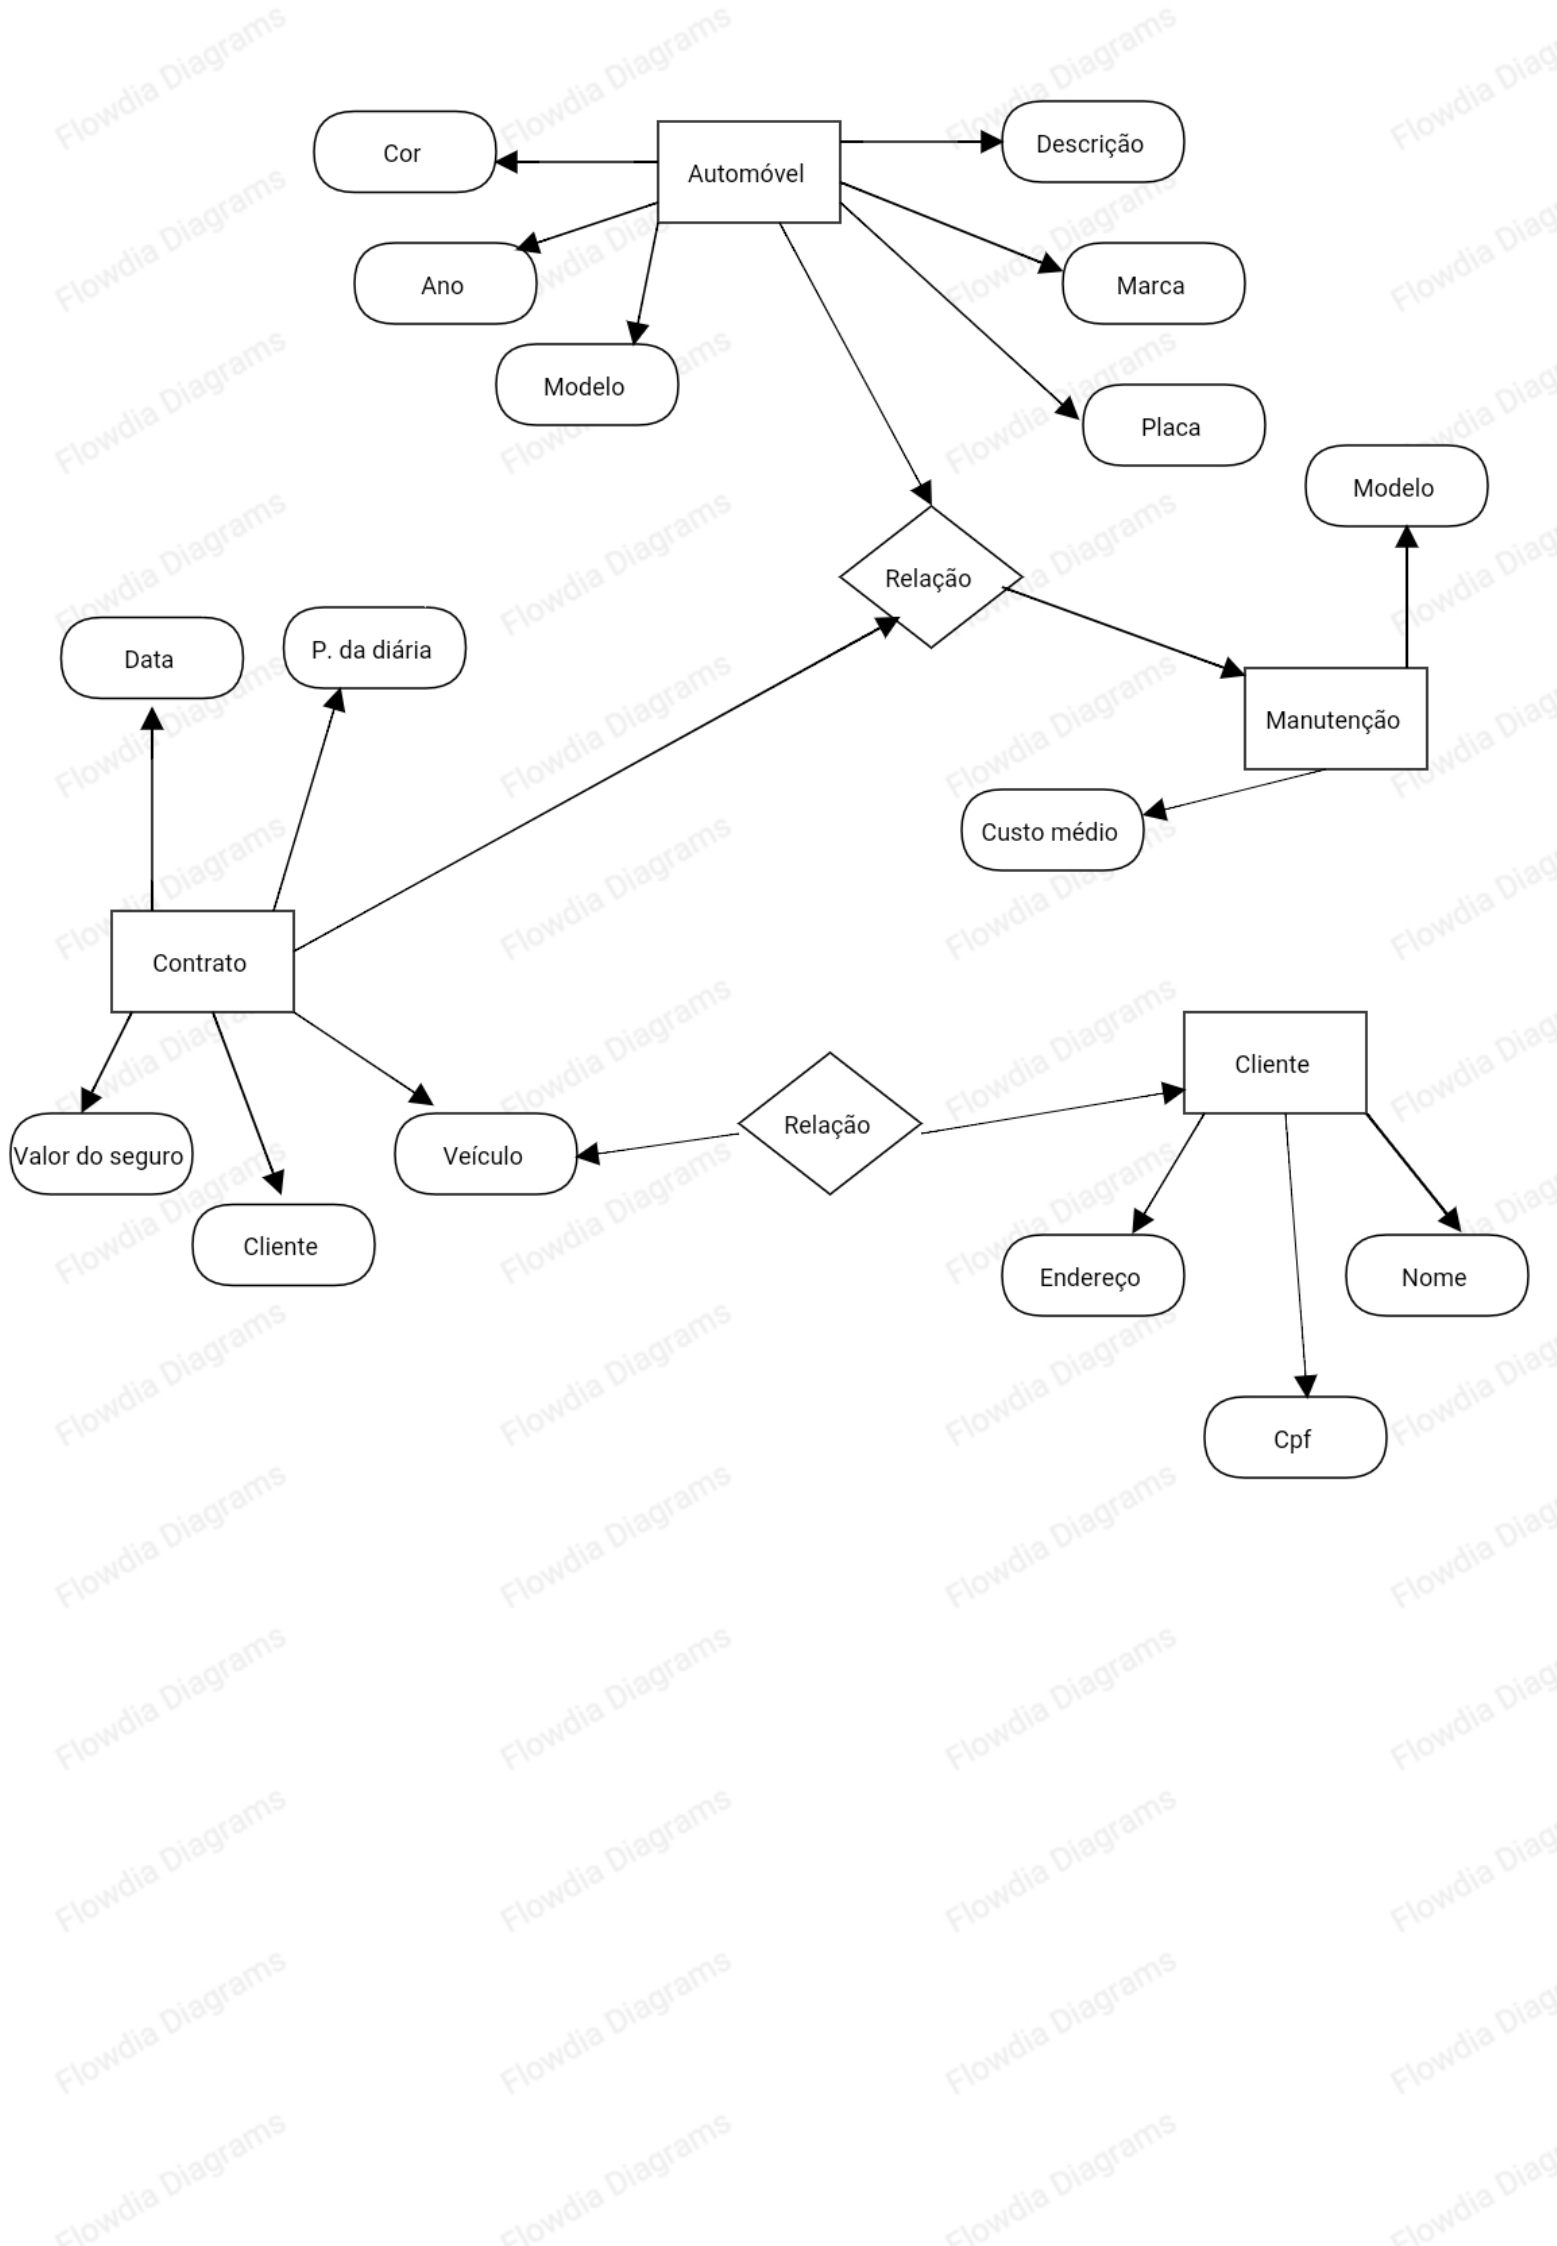 Descrição
Cor
Automóvel
Ano
Marca
Modelo
Placa
Modelo
Relação
Data
P. da diária
Manutenção
Custo médio
Contrato
Cliente
Relação
Valor do seguro
Veículo
Cliente
Endereço
Nome
Cpf
Flowdia Diagrams